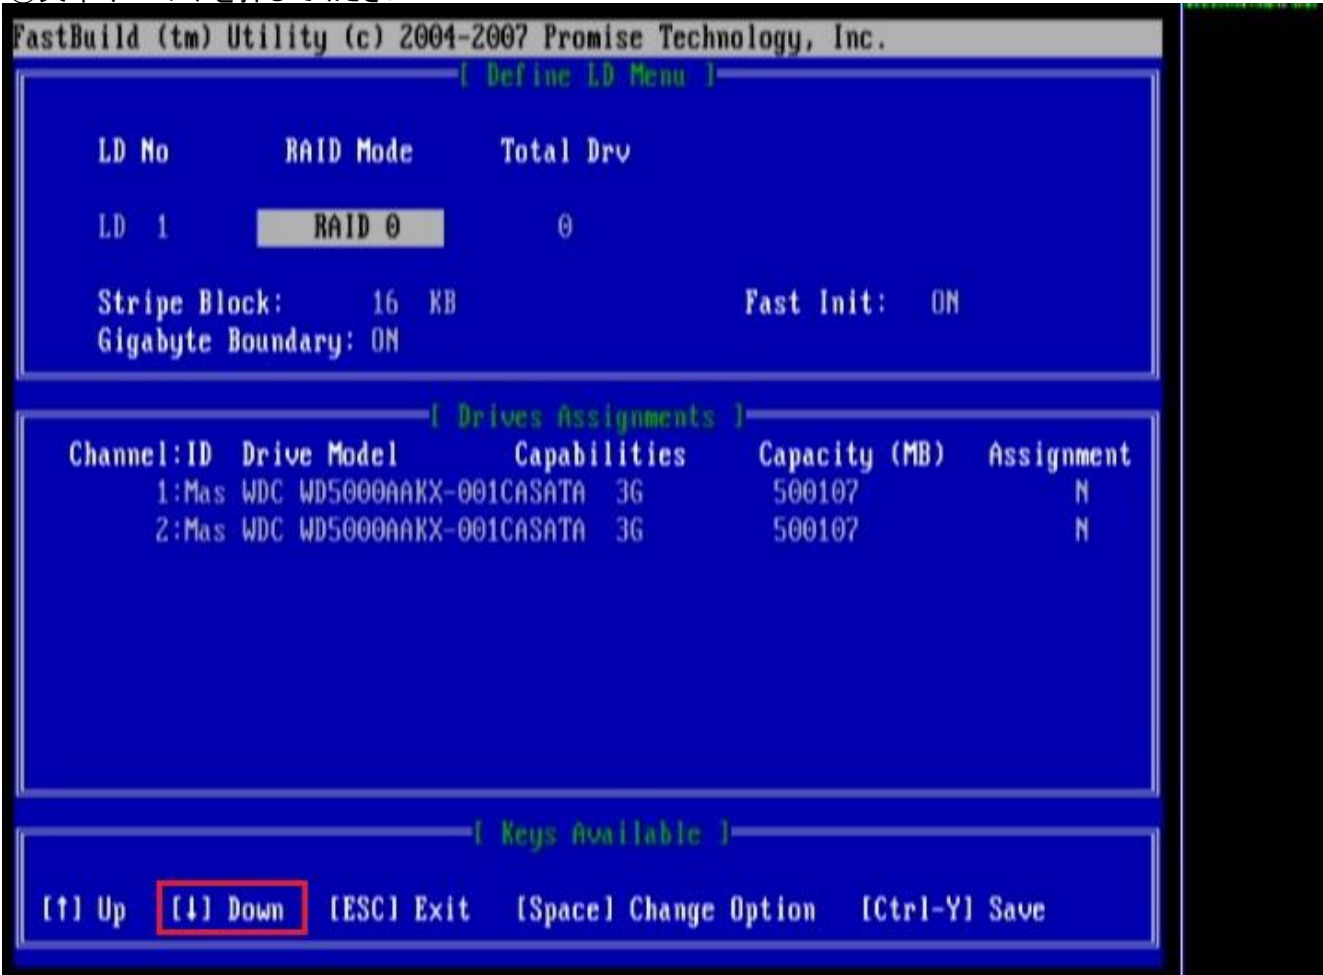 FastBuild (tm) Utility (c) 2004-2007 Promise Technology, Inc.
[ Define LD Menu ]
LD No RAID Mode Total Drv
LD 1 RAID 0 0
Stripe Block: 16 KB Fast Init: ON
Gigabyte Boundary: ON
[ Drives Assignments ]
Channel:ID Drive Model Capabilities Capacity (MB) Assignment
1:Mas WDC WD5000AAKX-001CASATA 3G 500107 N
2:Mas WDC WD5000AAKX-001CASATA 3G 500107 N
[ Keys Available ]
[↑] Up [↓] Down [ESC] Exit [Space] Change Option [Ctrl-Y] Save